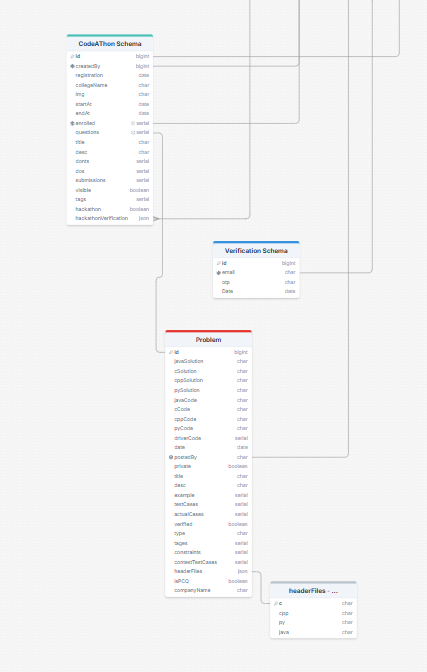 CodeAThon Schema
id bigint
createdBy bigint
registration date
collegeName char
img char
startAt date
endAt date
enrolled serial
questions serial
title char
desc char
donts serial
dos serial
submissions serial
visible boolean
tags serial
hackathon boolean
hackathonVerification json
Verification Schema
id bigint
email char
otp char
Date date
Problem
id bigint
javaSolution char
cSolution char
cppSolution char
pySolution char
javaCode char
cCode char
cppCode char
pyCode char
driverCode serial
date date
postedBy char
private boolean
title char
desc char
example serial
testCases serial
actualCases serial
verified boolean
type char
tages serial
constraints serial
contestTestCases serial
headerFiles json
isPCQ boolean
companyName char
headerFiles - ...
c char
cpp char
py char
java char